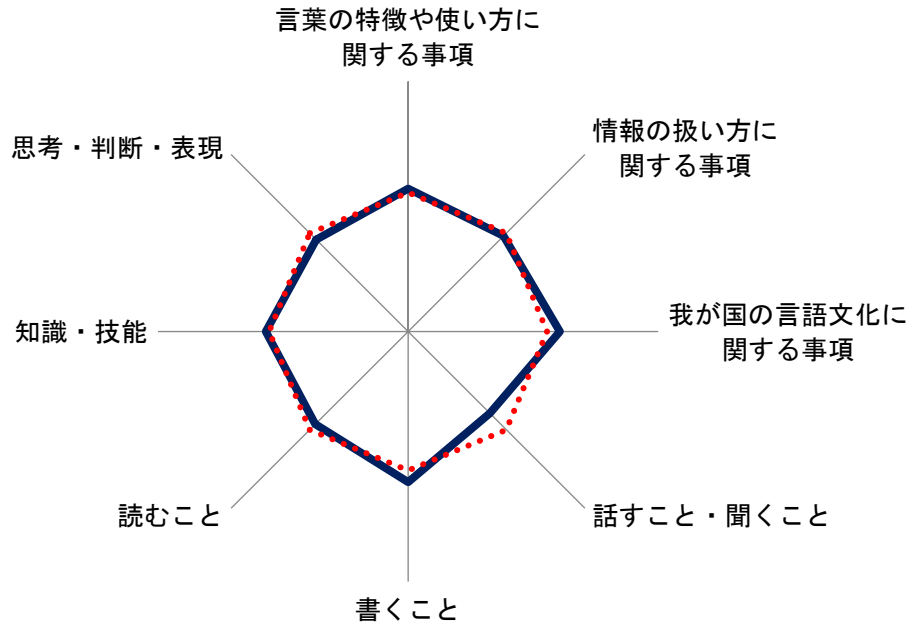 言葉の特徴や使い方に
関する事項
情報の扱い方に
関する事項
我が国の言語文化に
関する事項
話すこと・聞くこと
書くこと
読むこと
知識・技能
思考・判断・表現